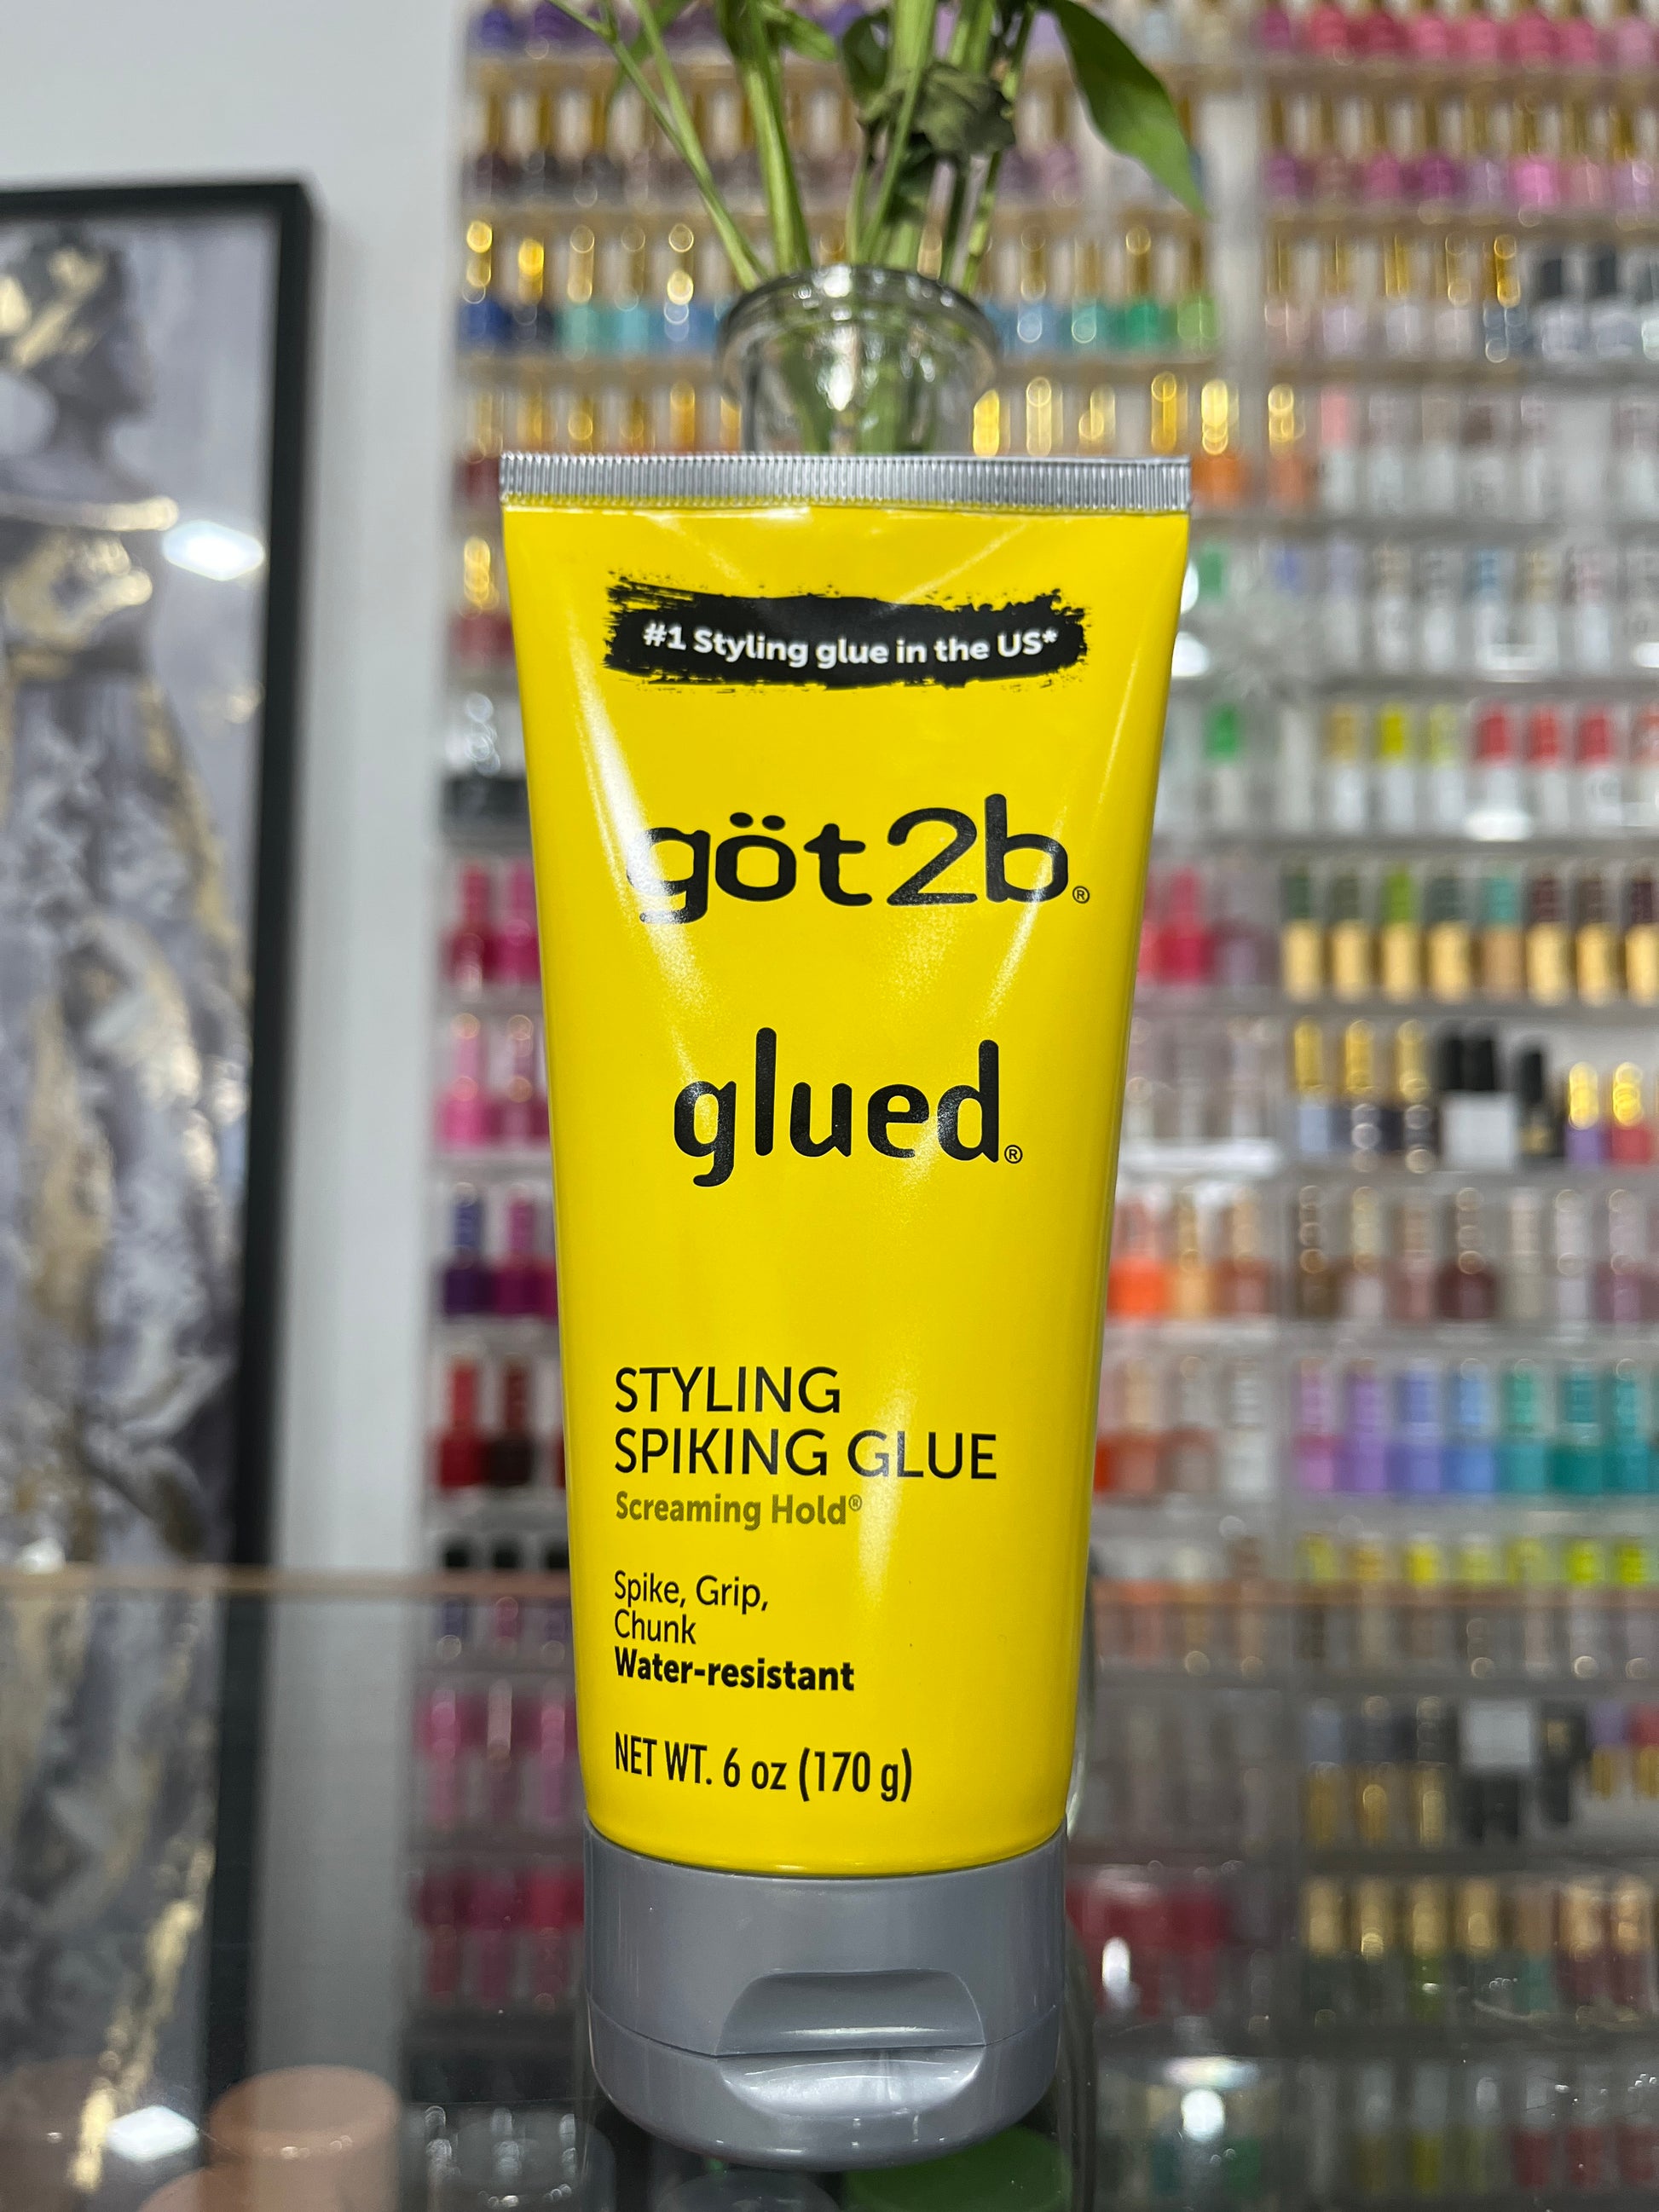 #1 Styling glue in the US*
göt2b®
glued®
STYLING
SPIKING GLUE
Screaming Hold®
Spike, Grip,
Chunk
Water-resistant
NET WT. 6 oz (170 g)